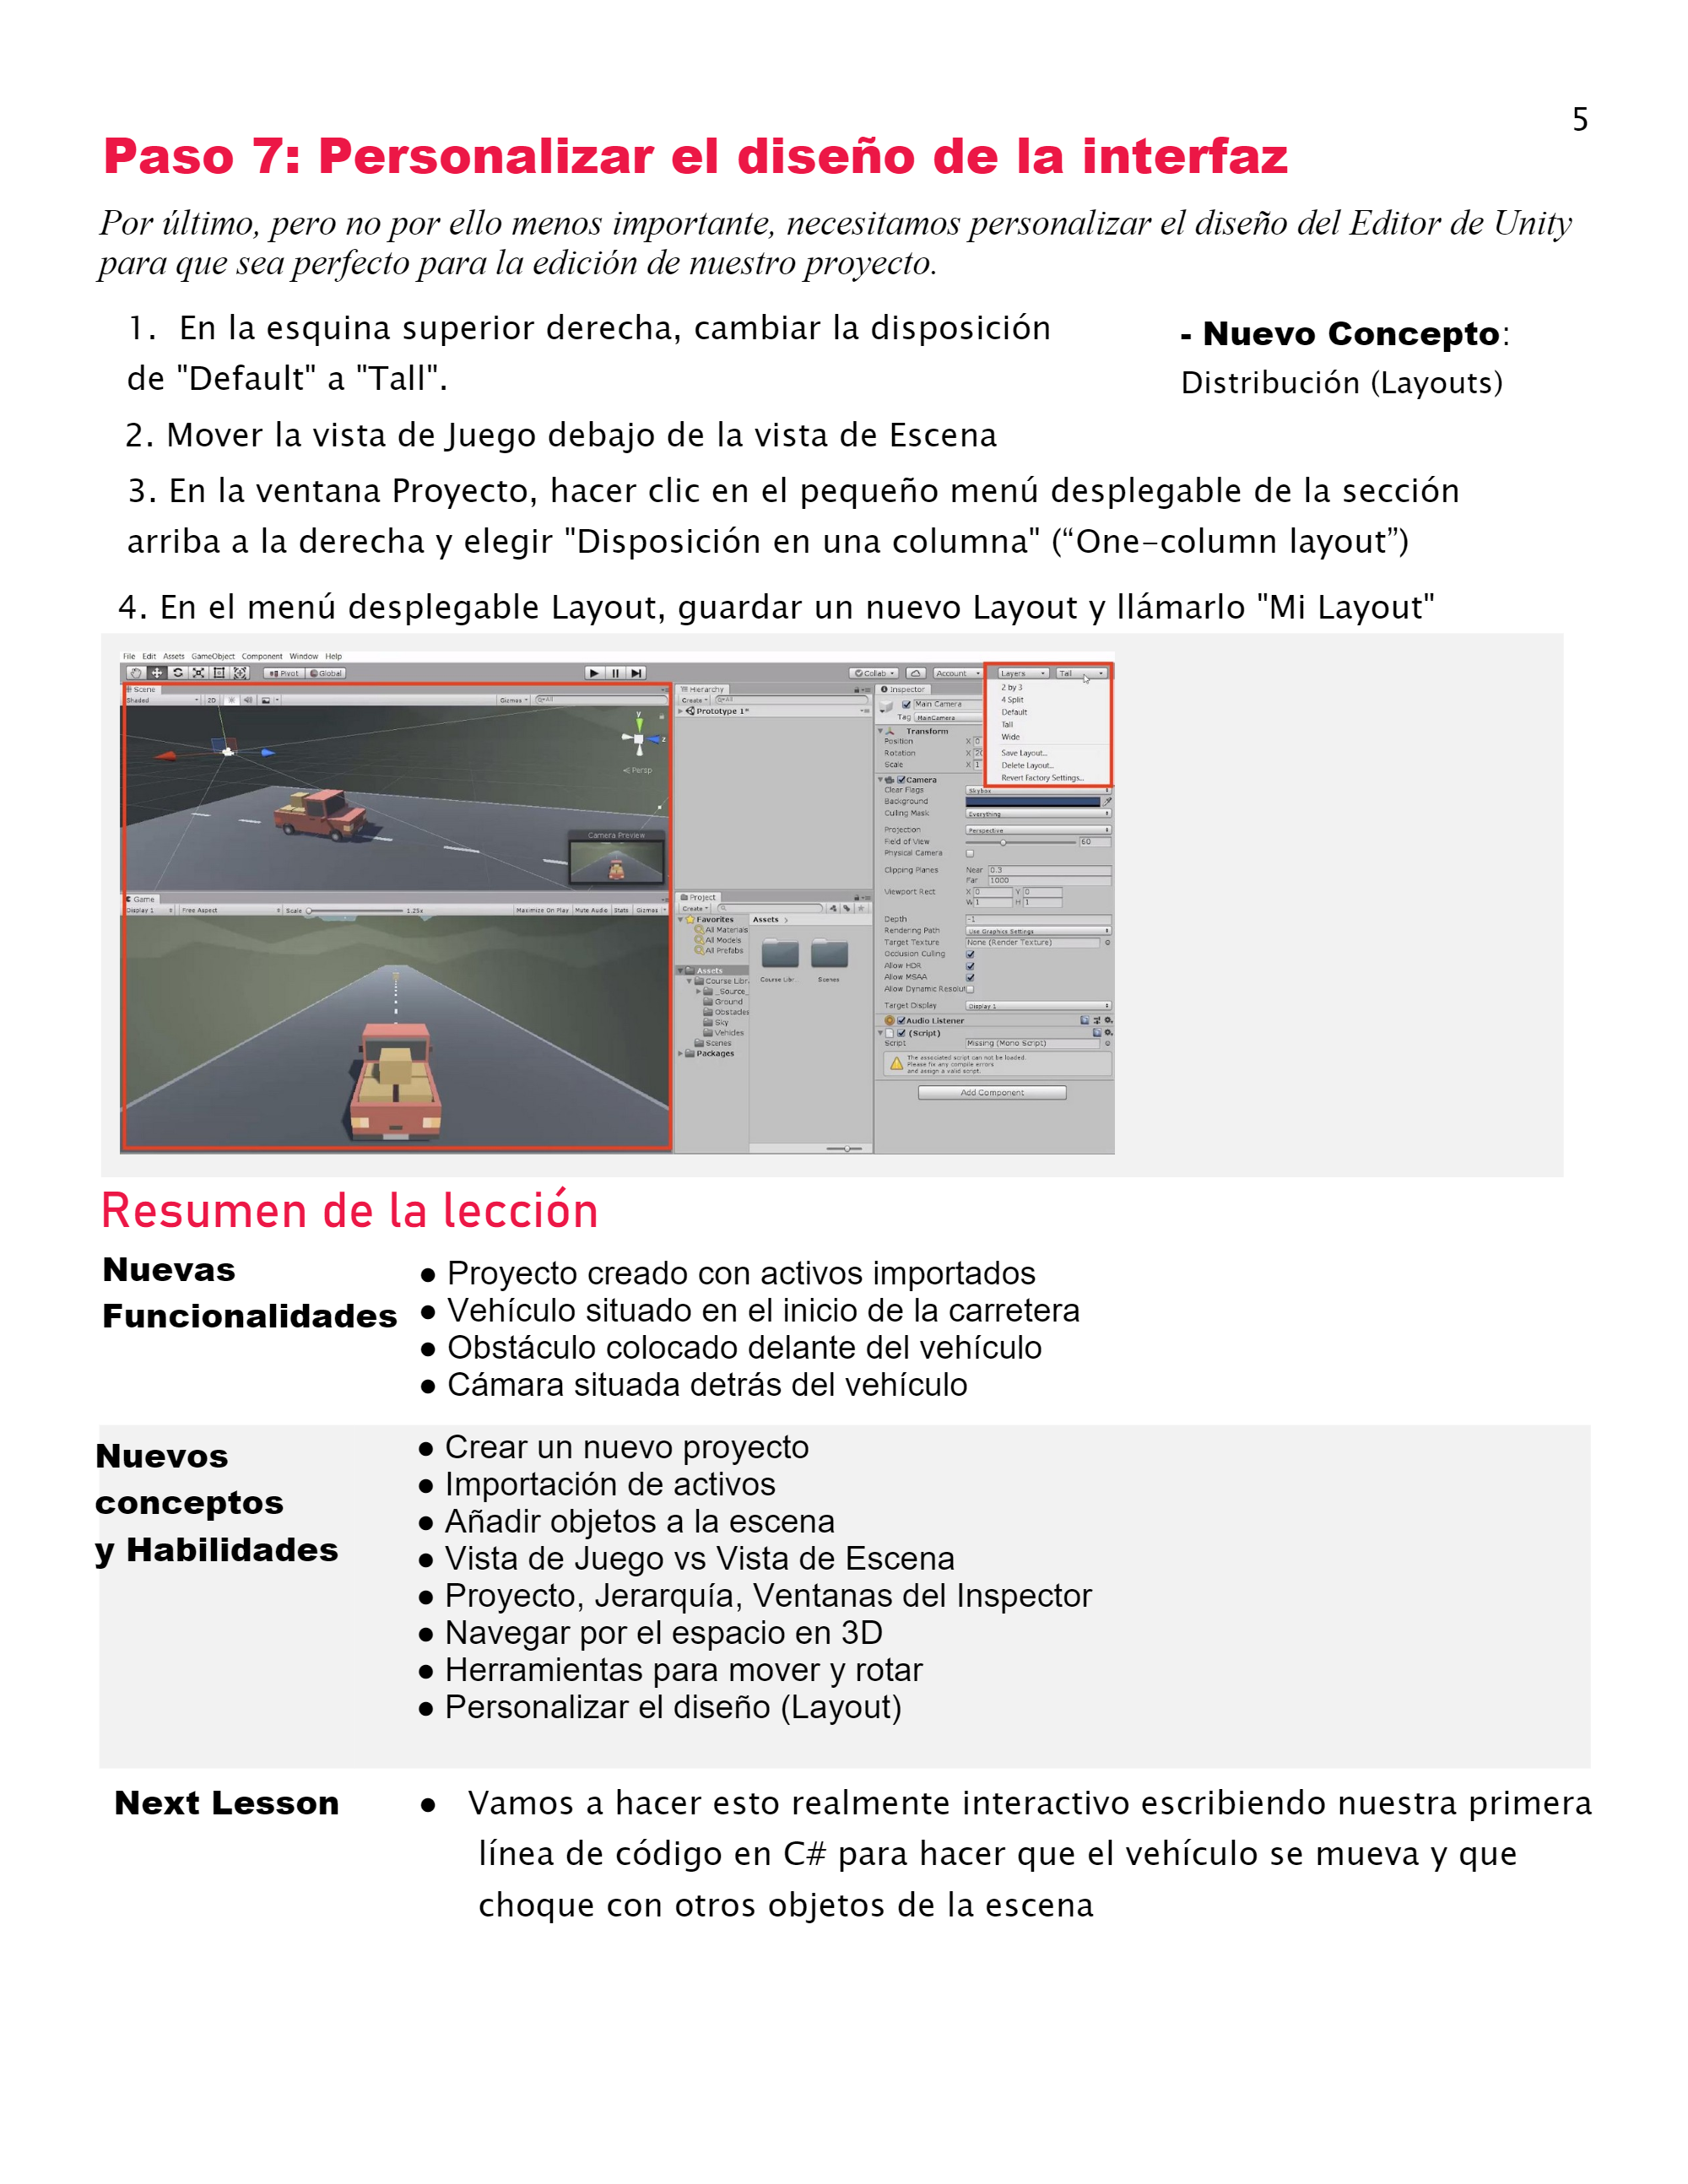 5
Paso 7: Personalizar el diseño de la interfaz
Por último, pero no por ello menos importante, necesitamos personalizar el diseño del Editor de Unity
para que sea perfecto para la edición de nuestro proyecto.
1. En la esquina superior derecha, cambiar la disposición
de "Default" a "Tall".
- Nuevo Concepto:
Distribución (Layouts)
2. Mover la vista de Juego debajo de la vista de Escena
3. En la ventana Proyecto, hacer clic en el pequeño menú desplegable de la sección
arriba a la derecha y elegir "Disposición en una columna" (“One-column layout”)
4. En el menú desplegable Layout, guardar un nuevo Layout y llámarlo "Mi Layout"
File Edit Assets GameObject Component Window Help
Pivot Global
Collab Account Layers Tall
Scene
Shaded 2D Gizmos All
y
z
Persp
Camera Preview
Game
Display 1 Free Aspect Scale 1.25x Maximize On Play Mute Audio Stats Gizmos
Hierarchy
Create All
Prototype 1*
Project
Create
Favorites
All Materials
All Models
All Prefabs
Assets
Course Libr
_Source_
Ground
Obstacles
Sky
Vehicles
Scenes
Packages
Assets >
Course Libr... Scenes
2 by 3
4 Split
Default
Tall
Wide
Save Layout...
Delete Layout...
Revert Factory Settings...
Inspector
Main Camera
Tag MainCamera
Transform
Position X 0
Rotation X 20
Scale X 1
Camera
Clear Flags Skybox
Background
Culling Mask Everything
Projection Perspective
Field of View 60
Physical Camera
Clipping Planes Near 0.3
Far 1000
Viewport Rect X 0 Y 0
W 1 H 1
Depth -1
Rendering Path Use Graphics Settings
Target Texture None (Render Texture)
Occlusion Culling
Allow HDR
Allow MSAA
Allow Dynamic Resolut
Target Display Display 1
Audio Listener
(Script)
Script Missing (Mono Script)
The associated script can not be loaded.
Please fix any compile errors
and assign a valid script.
Add Component
Resumen de la lección
Nuevas
Funcionalidades
● Proyecto creado con activos importados
● Vehículo situado en el inicio de la carretera
● Obstáculo colocado delante del vehículo
● Cámara situada detrás del vehículo
Nuevos
conceptos
y Habilidades
● Crear un nuevo proyecto
● Importación de activos
● Añadir objetos a la escena
● Vista de Juego vs Vista de Escena
● Proyecto, Jerarquía, Ventanas del Inspector
● Navegar por el espacio en 3D
● Herramientas para mover y rotar
● Personalizar el diseño (Layout)
Next Lesson
● Vamos a hacer esto realmente interactivo escribiendo nuestra primera
línea de código en C# para hacer que el vehículo se mueva y que
choque con otros objetos de la escena